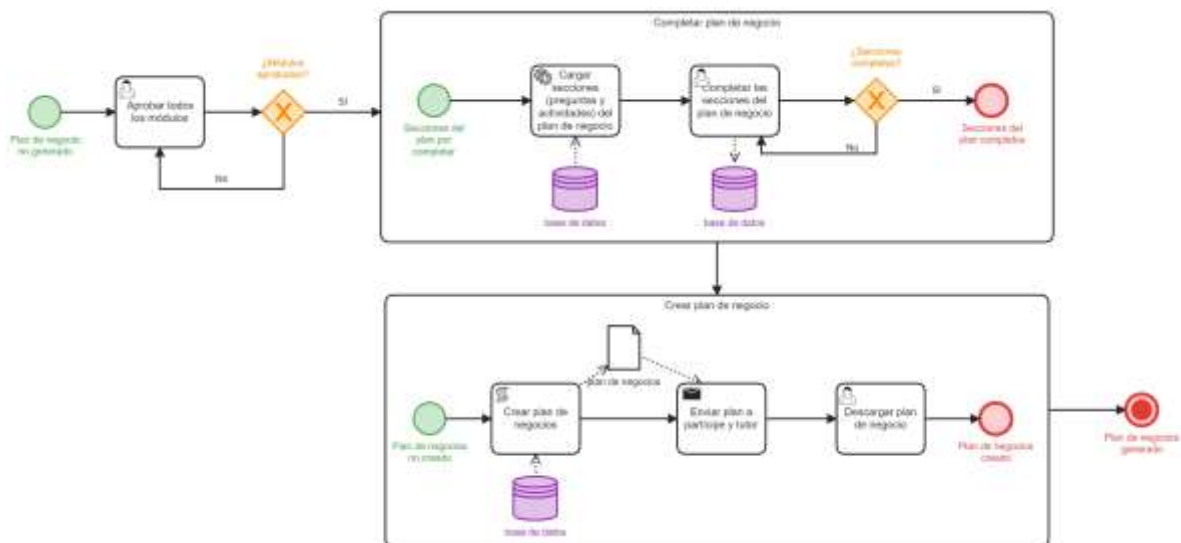 Completar plan de negocio
¿Módulos
aprobados?
Aprobar todos
los módulos
Sí
No
Plan de negocio
no generado
Cargar
secciones
(preguntas y
actividades) del
plan de negocio
Completar las
secciones del
plan de negocio
¿Secciones
completas?
Sí
No
Secciones del
plan por
completar
Secciones del
plan completas
base de datos
base de datos
Crear plan de negocio
plan de negocios
Crear plan de
negocios
Enviar plan a
partícipe y tutor
Descargar plan
de negocio
Plan de negocios
no creado
Plan de negocios
creado
Plan de negocios
generado
base de datos